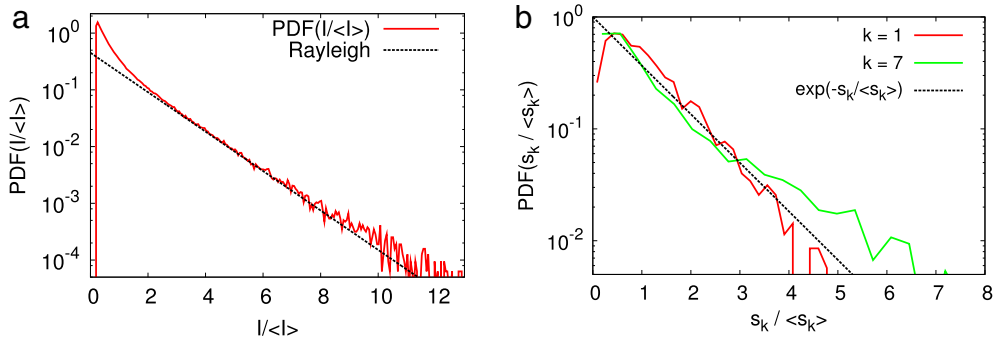 a
PDF(I/<I>)
Rayleigh
10^0
10^-1
10^-2
10^-3
10^-4
PDF(I/<I>)
0 2 4 6 8 10 12
I/<I>
b
k = 1
k = 7
exp(-s_k/<s_k>)
10^0
10^-1
10^-2
PDF(s_k / <s_k>)
0 1 2 3 4 5 6 7 8
s_k / <s_k>